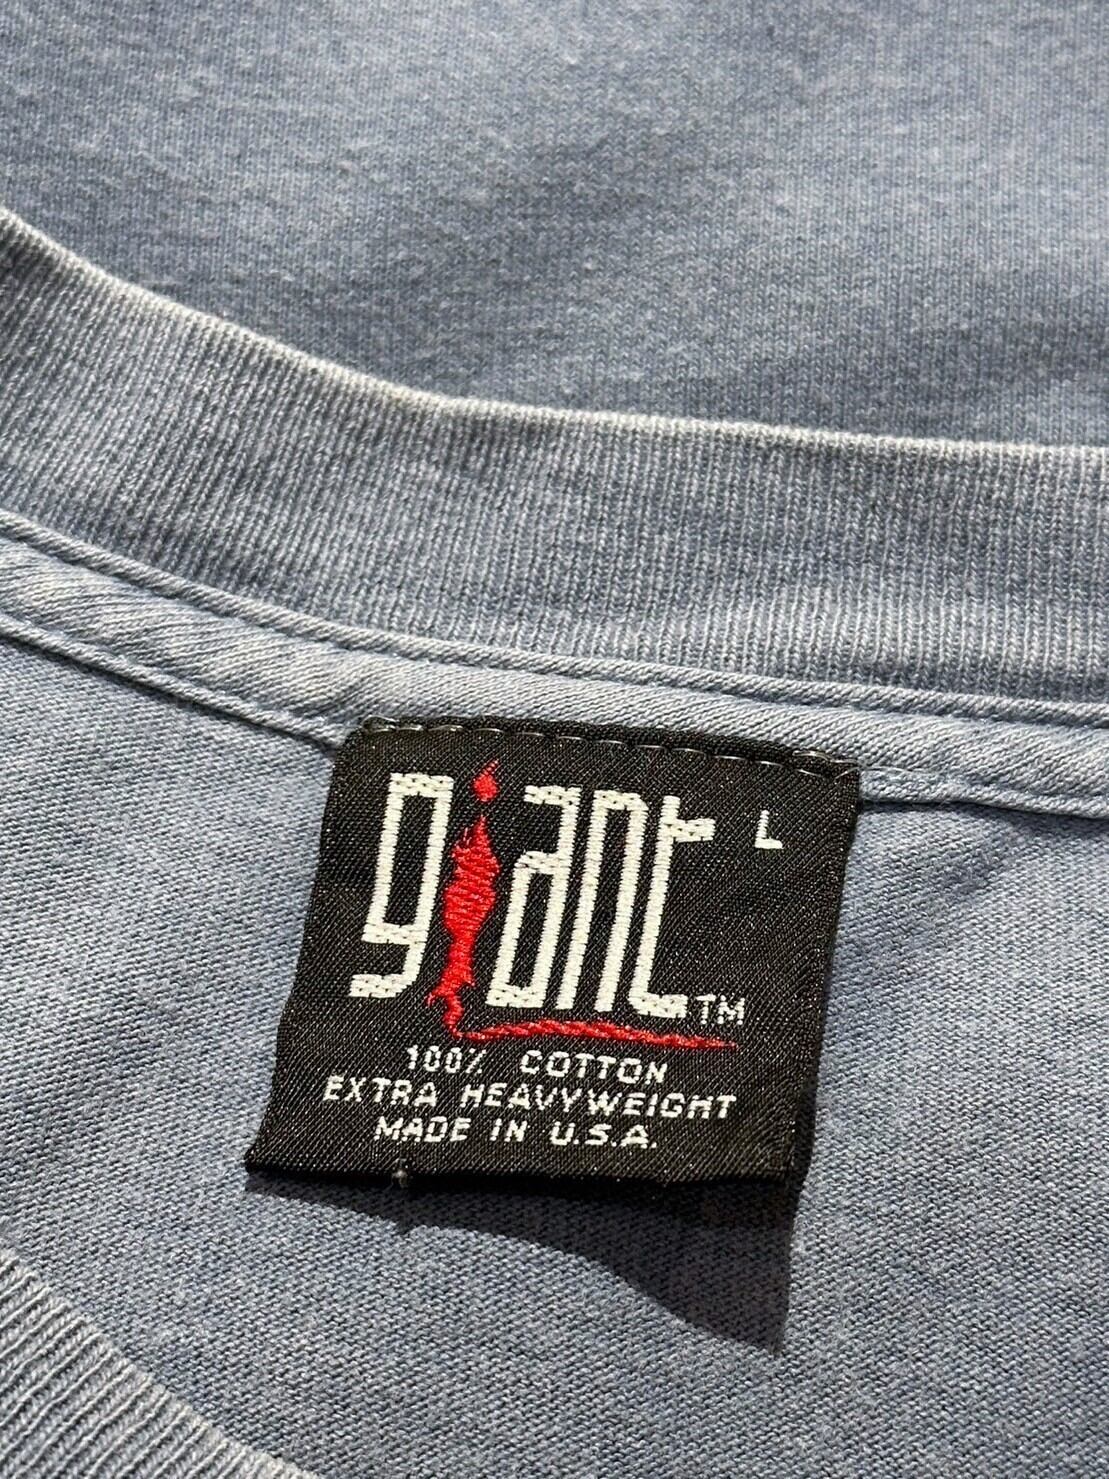 giant L
TM
100% COTTON
EXTRA HEAVYWEIGHT
MADE IN U.S.A.